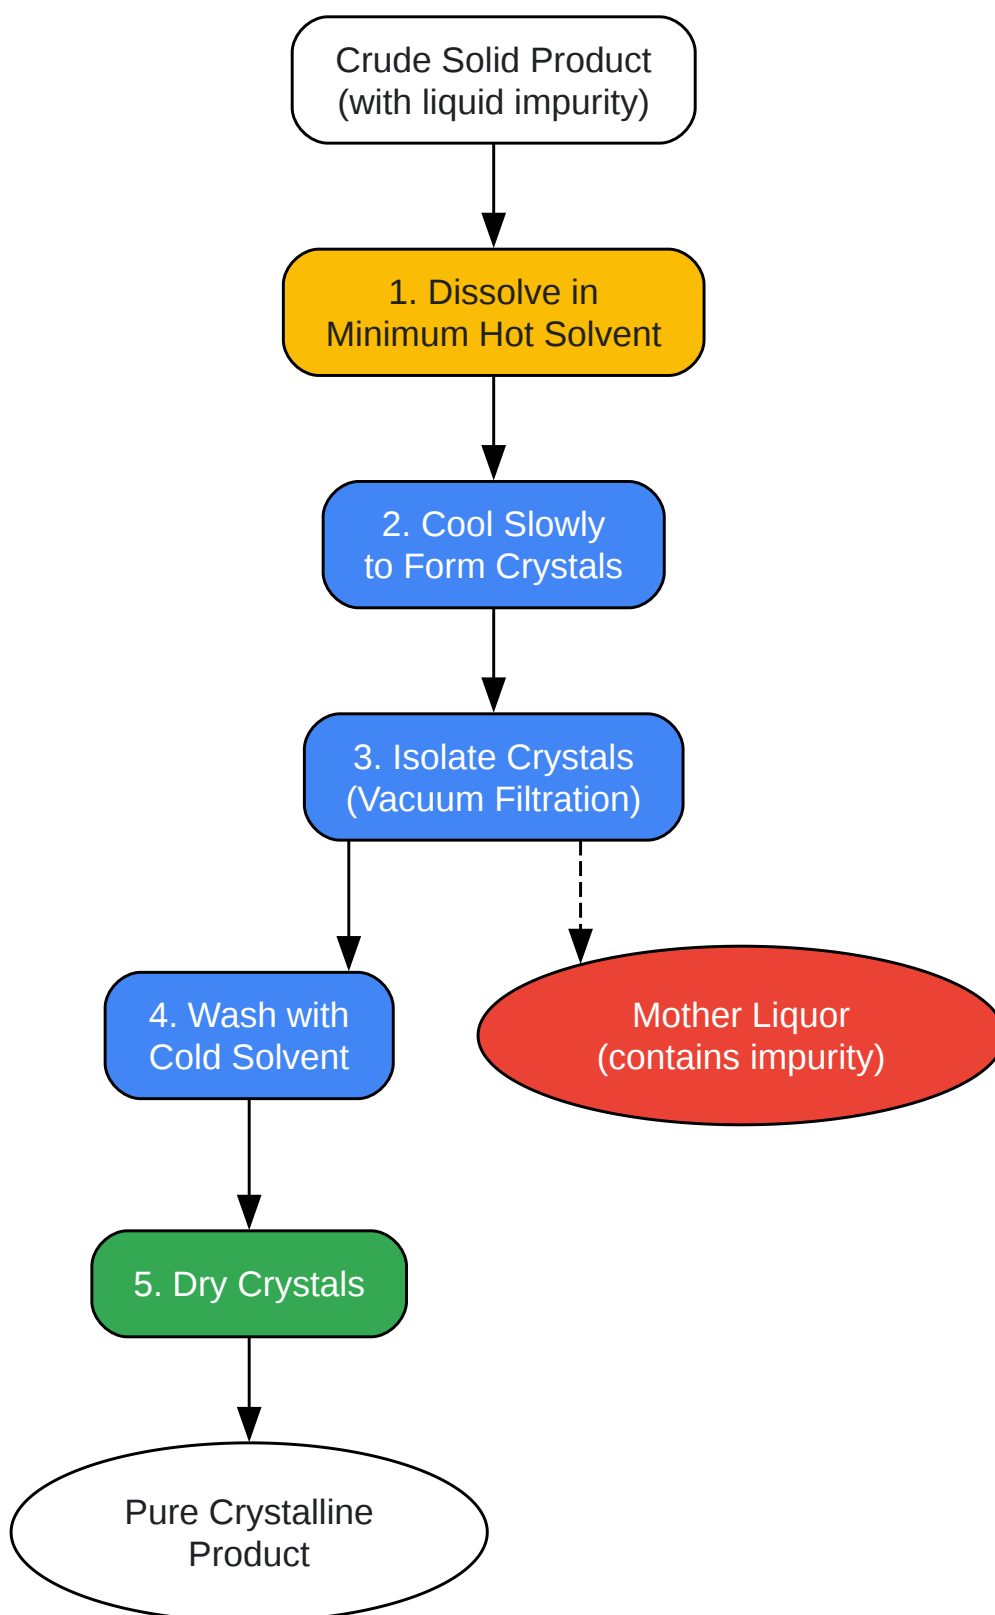 Crude Solid Product
(with liquid impurity)
1. Dissolve in
Minimum Hot Solvent
2. Cool Slowly
to Form Crystals
3. Isolate Crystals
(Vacuum Filtration)
4. Wash with
Cold Solvent
Mother Liquor
(contains impurity)
5. Dry Crystals
Pure Crystalline
Product